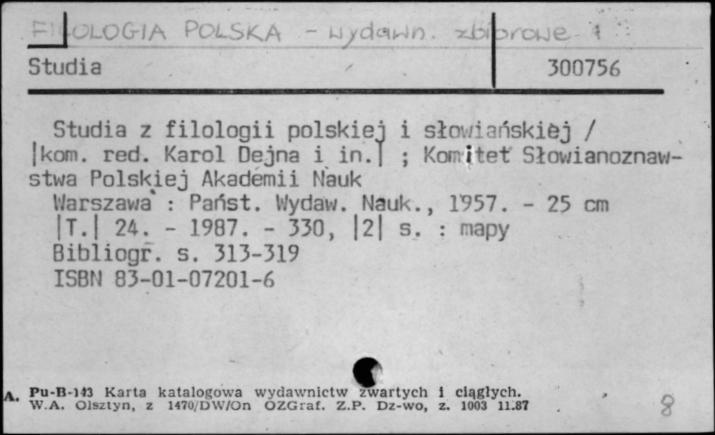 FILOLOGIA POLSKA - wydawn. zbiorowe
Studia 300756
Studia z filologii polskiej i słowiańskiej /
|kom. red. Karol Dejna i in.| ; Komitet Słowianoznaw-
stwa Polskiej Akademii Nauk
Warszawa : Państ. Wydaw. Nauk., 1957. - 25 cm
|T.| 24. - 1987. - 330, |2| s. : mapy
Bibliogr. s. 313-319
ISBN 83-01-07201-6
A. Pu-B-143 Karta katalogowa wydawnictw zwartych i ciągłych.
W.A. Olsztyn, z 1470/DW/On OZGraf. Z.P. Dz-wo, z. 1003 11.87
8